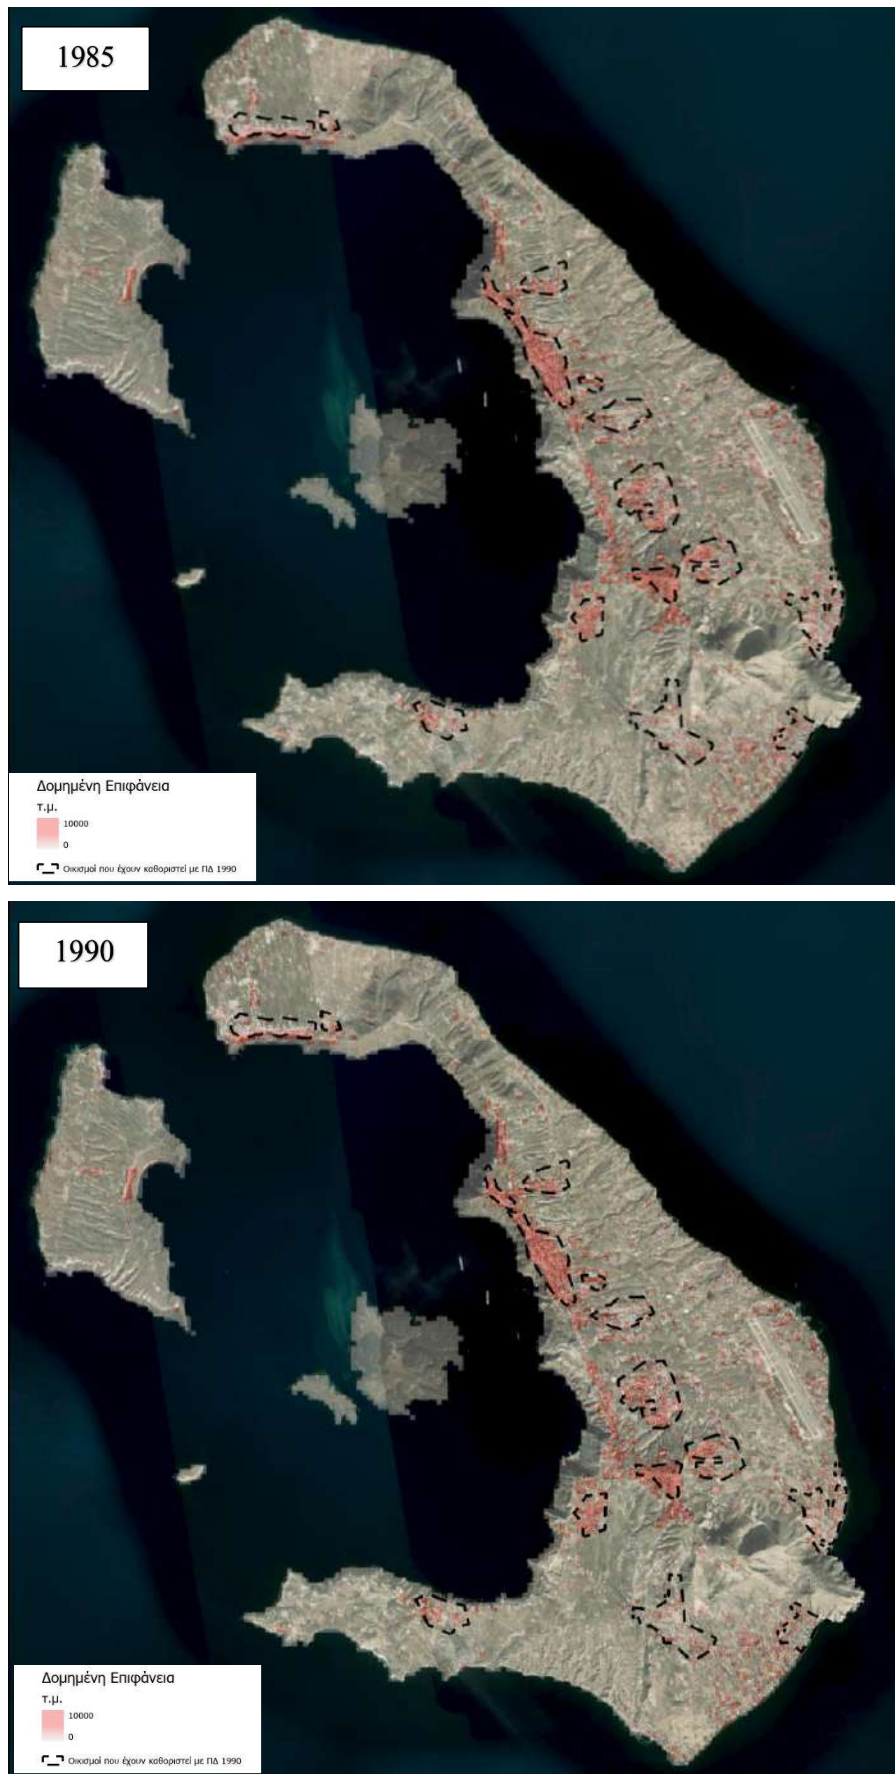 1985
Δομημένη Επιφάνεια
τ.μ.
10000
0
Οικισμοί που έχουν καθοριστεί με ΠΔ 1990
1990
Δομημένη Επιφάνεια
τ.μ.
10000
0
Οικισμοί που έχουν καθοριστεί με ΠΔ 1990